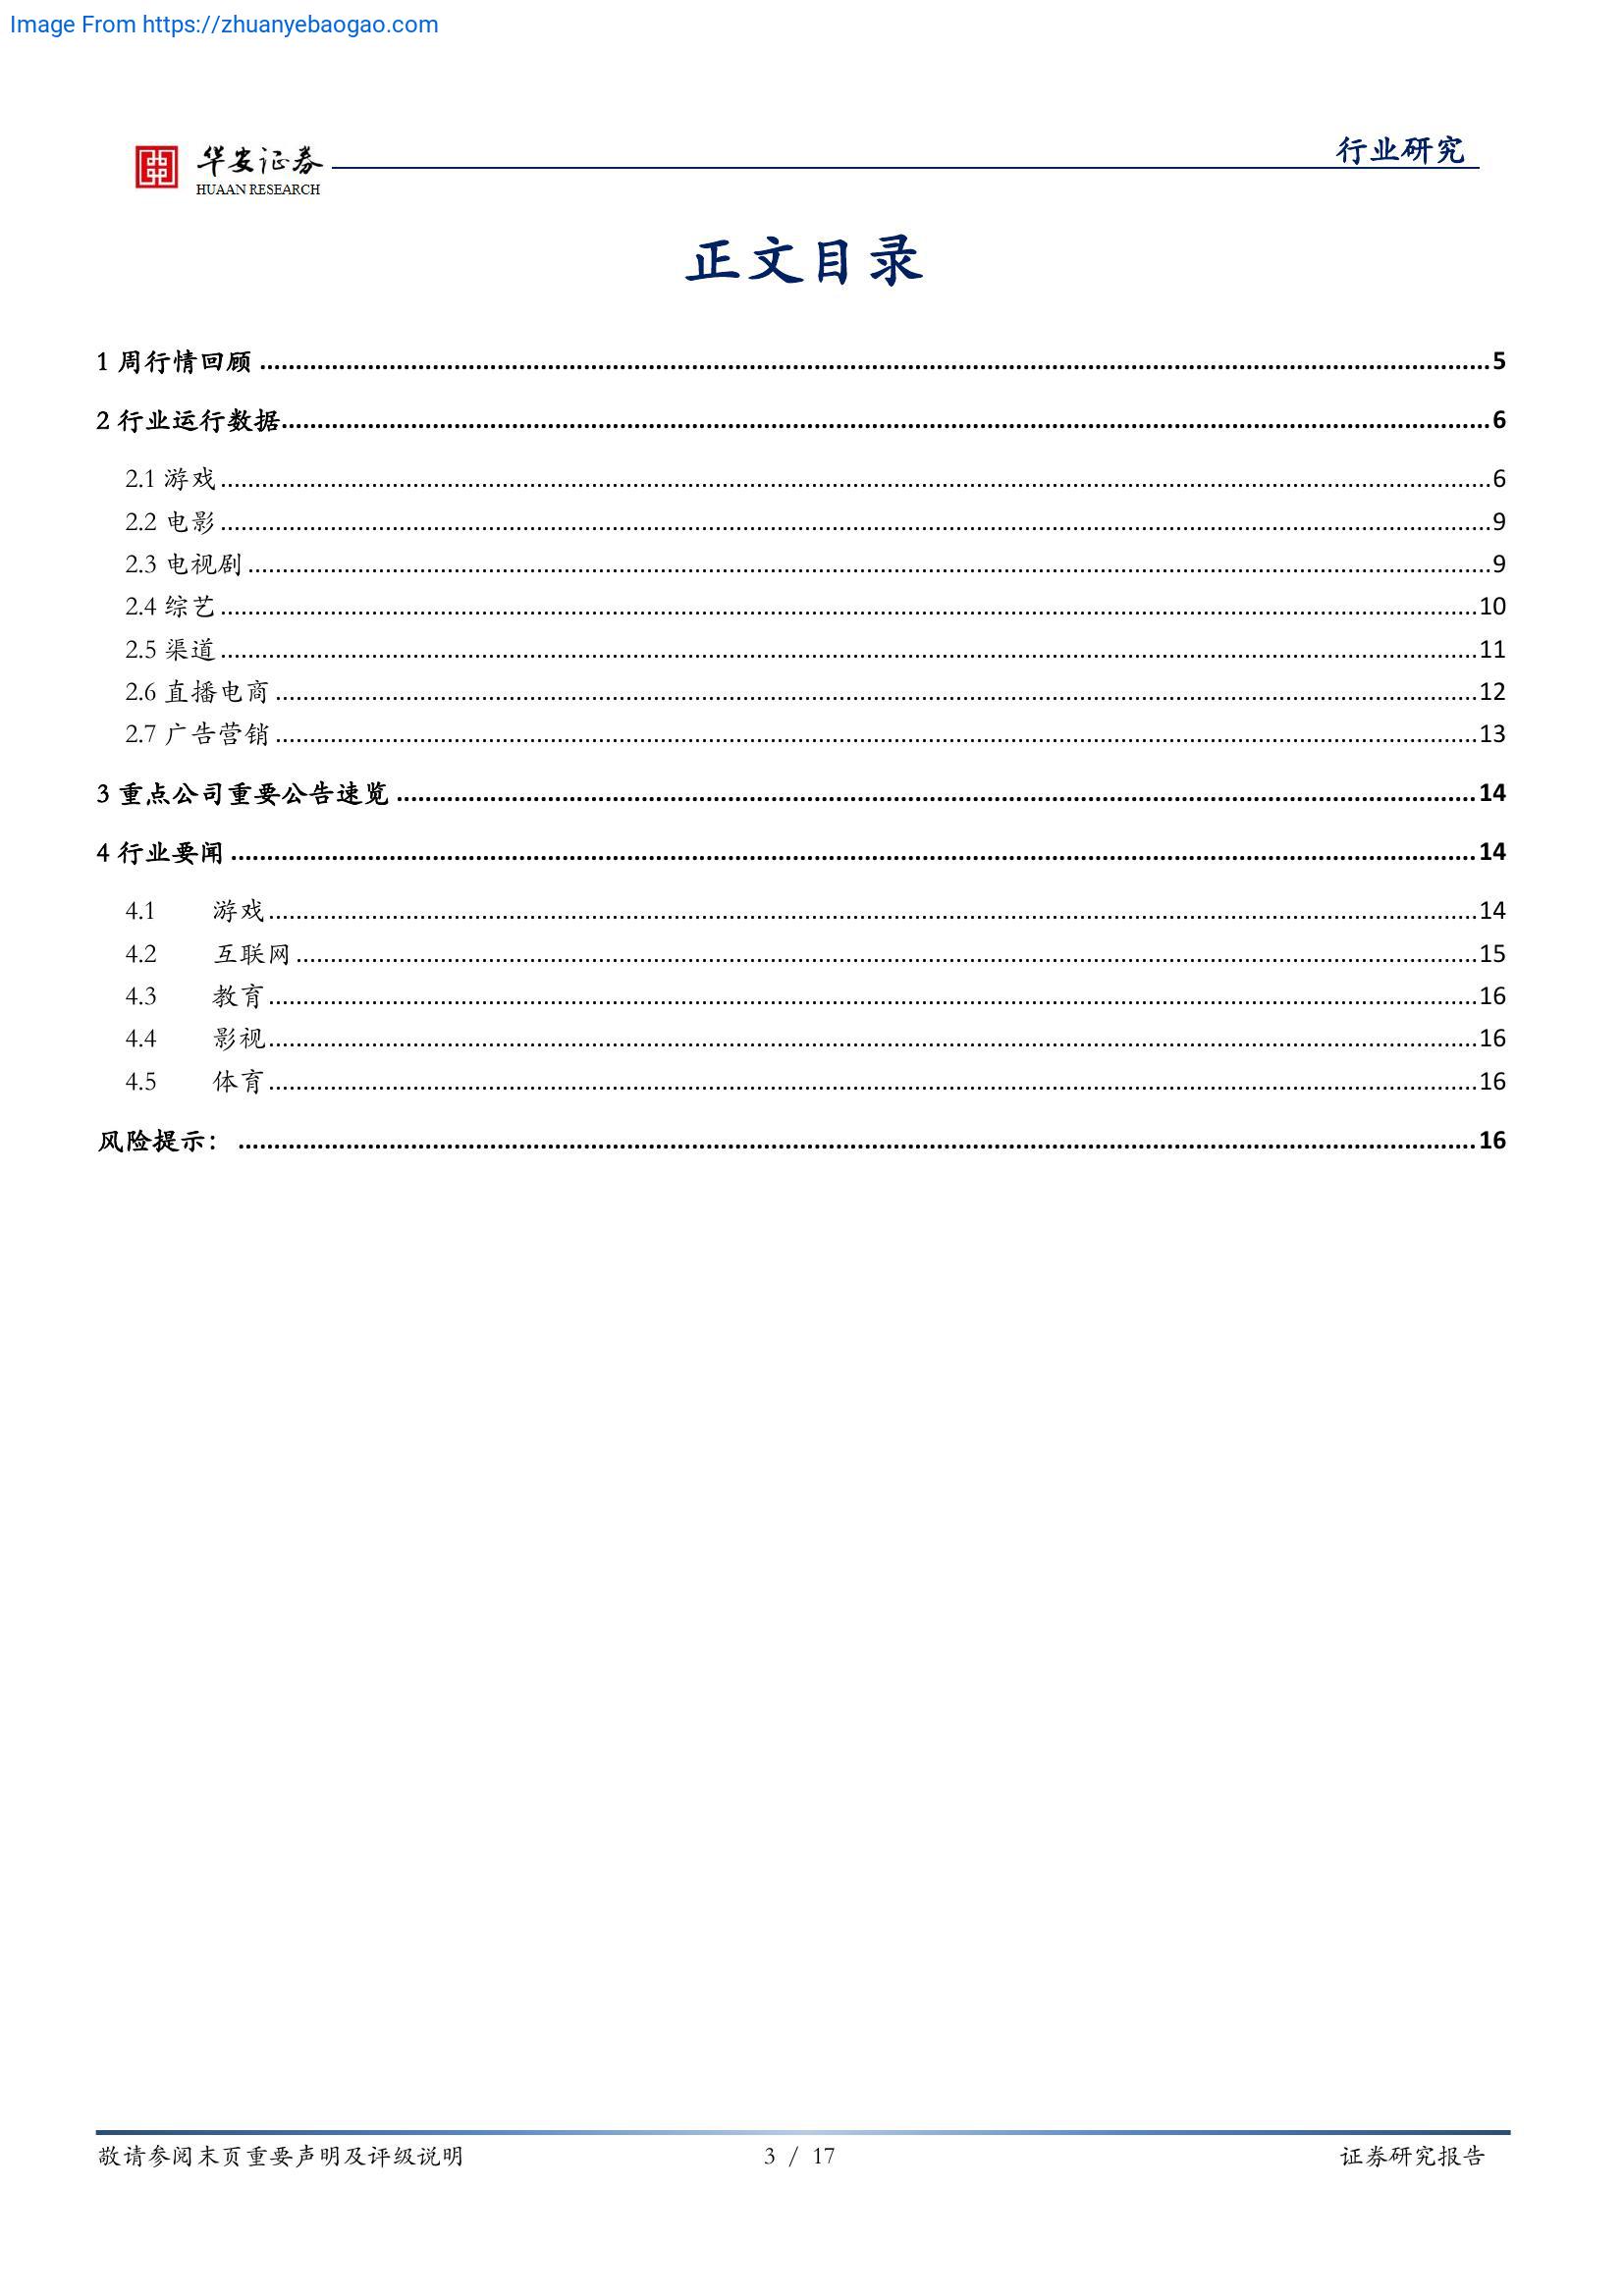 Image From https://zhuanyebaogao.com
华安证券
HUAAN RESEARCH
行业研究
正文目录
1 周行情回顾 ........ 5
2 行业运行数据 ........ 6
2.1 游戏 ........ 6
2.2 电影 ........ 9
2.3 电视剧 ........ 9
2.4 综艺 ........ 10
2.5 渠道 ........ 11
2.6 直播电商 ........ 12
2.7 广告营销 ........ 13
3 重点公司重要公告速览 ........ 14
4 行业要闻 ........ 14
4.1 游戏 ........ 14
4.2 互联网 ........ 15
4.3 教育 ........ 16
4.4 影视 ........ 16
4.5 体育 ........ 16
风险提示： ........ 16
敬请参阅末页重要声明及评级说明
3 / 17
证券研究报告